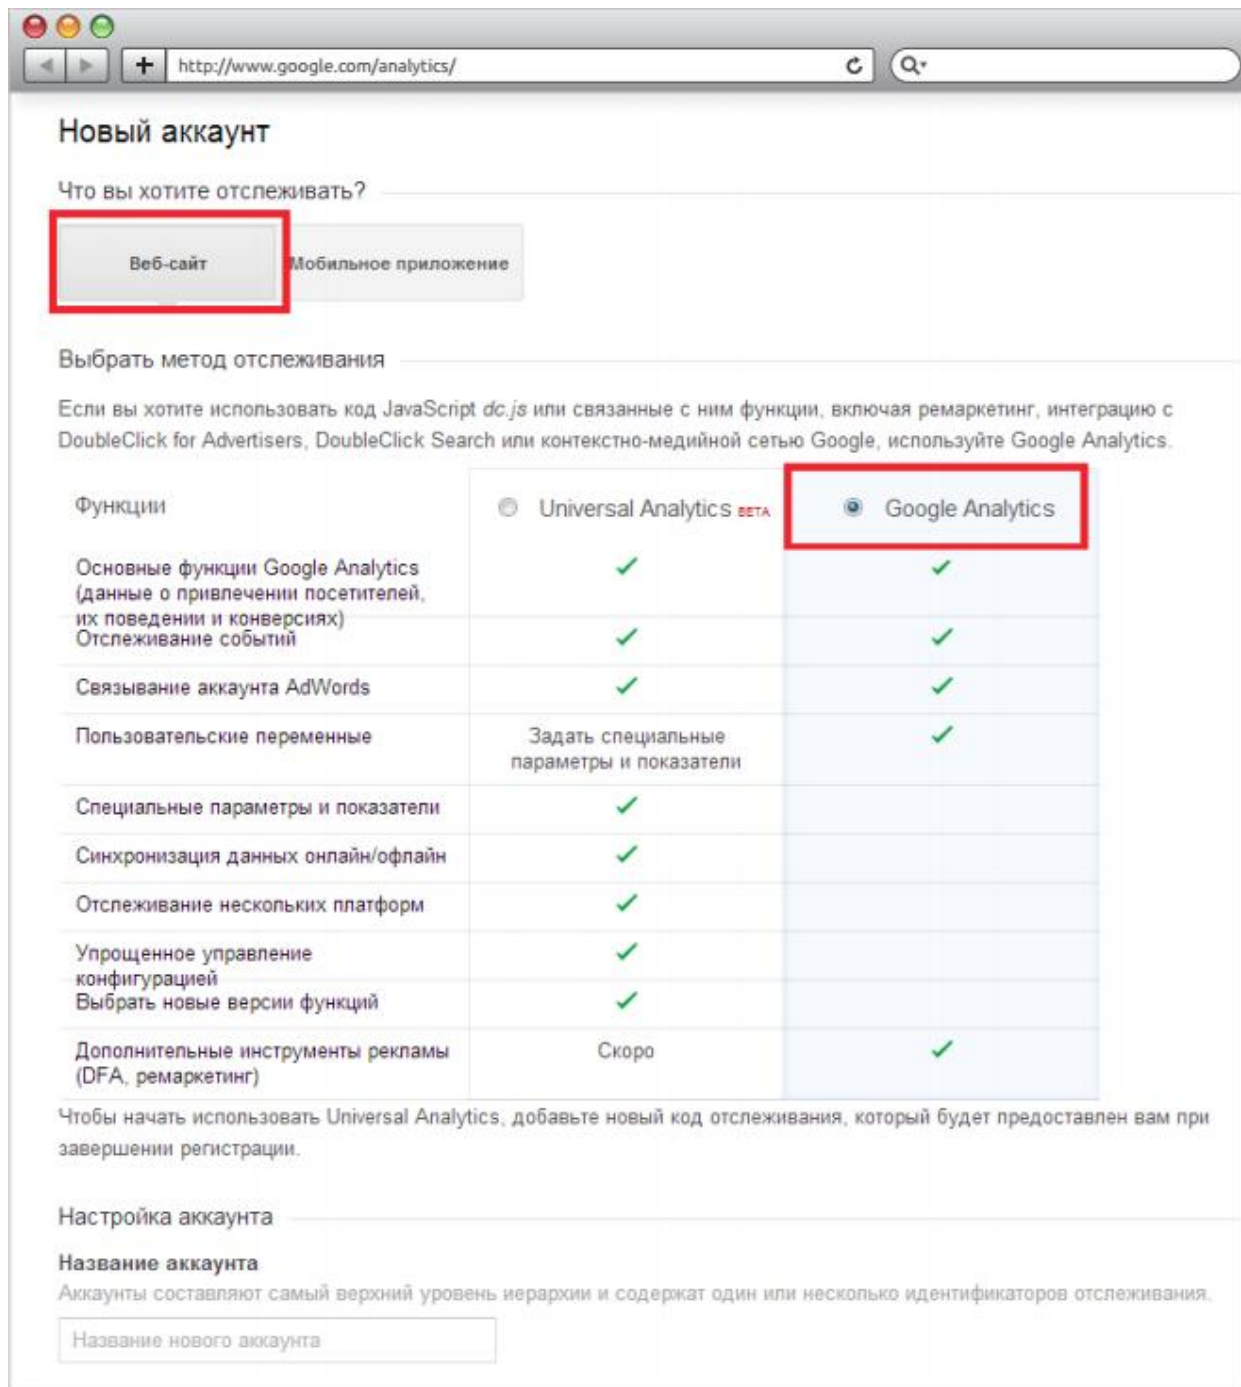 http://www.google.com/analytics/
Новый аккаунт
Что вы хотите отслеживать?
Веб-сайт
Мобильное приложение
Выбрать метод отслеживания
Если вы хотите использовать код JavaScript dc.js или связанные с ним функции, включая ремаркетинг, интеграцию с
DoubleClick for Advertisers, DoubleClick Search или контекстно-медийной сетью Google, используйте Google Analytics.
Функции
Universal Analytics BETA
Google Analytics
Основные функции Google Analytics
(данные о привлечении посетителей,
их поведении и конверсиях)
Отслеживание событий
Связывание аккаунта AdWords
Пользовательские переменные
Задать специальные
параметры и показатели
Специальные параметры и показатели
Синхронизация данных онлайн/офлайн
Отслеживание нескольких платформ
Упрощенное управление
конфигурацией
Выбрать новые версии функций
Дополнительные инструменты рекламы
(DFA, ремаркетинг)
Скоро
Чтобы начать использовать Universal Analytics, добавьте новый код отслеживания, который будет предоставлен вам при
завершении регистрации.
Настройка аккаунта
Название аккаунта
Аккаунты составляют самый верхний уровень иерархии и содержат один или несколько идентификаторов отслеживания.
Название нового аккаунта